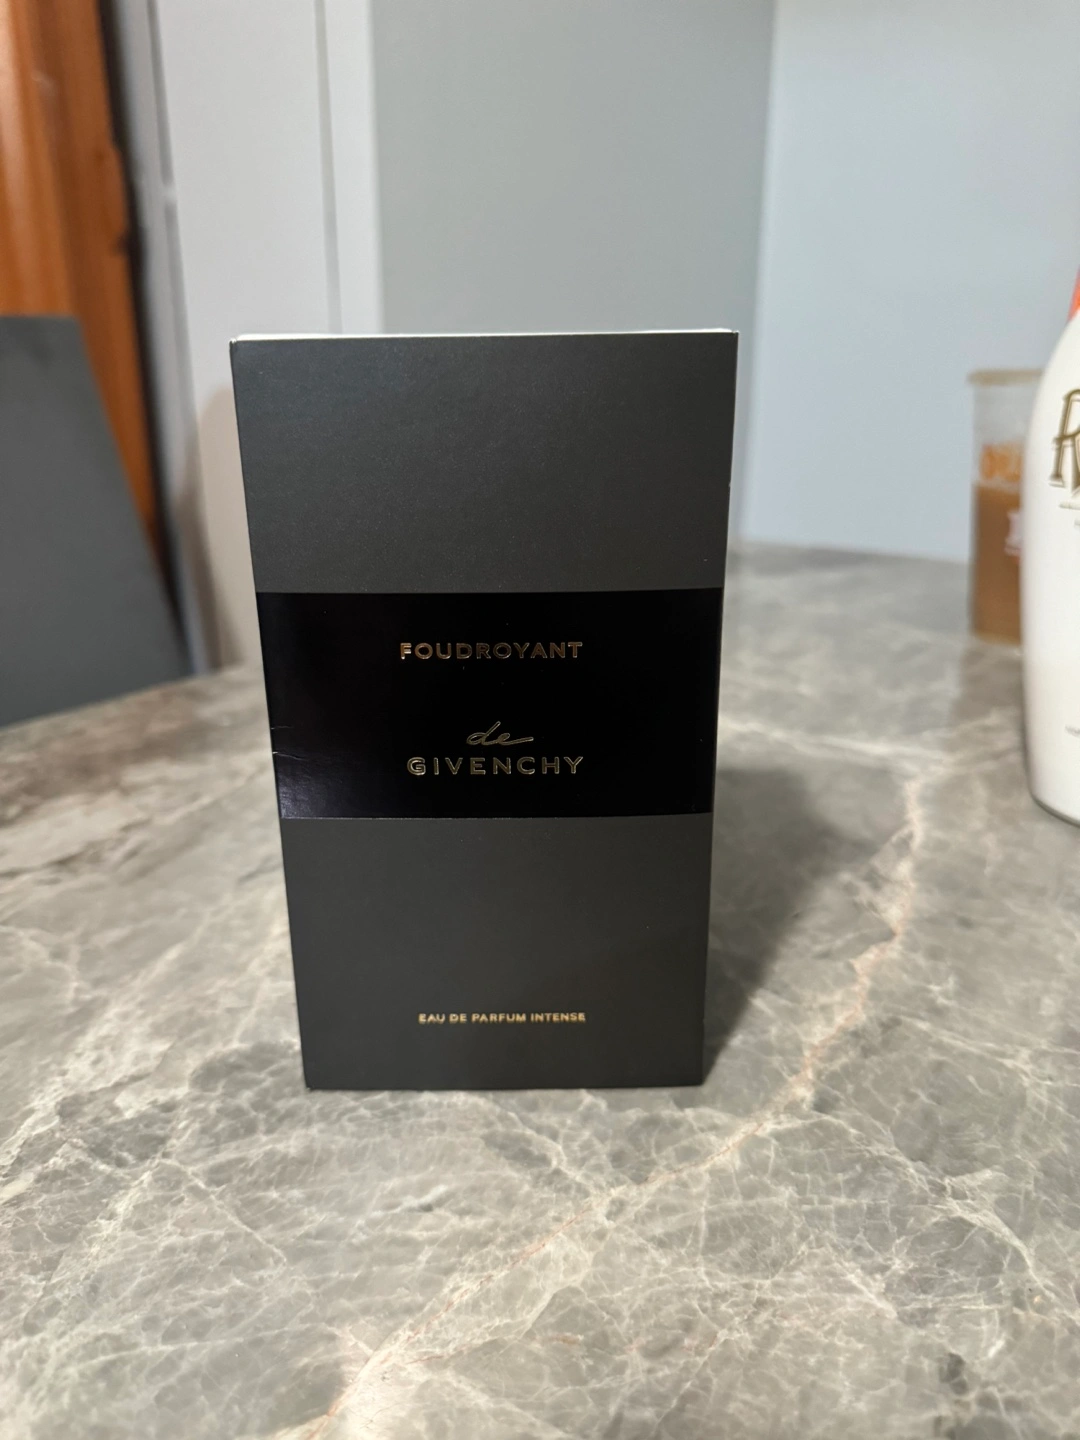 FOUDROYANT
de
GIVENCHY
EAU DE PARFUM INTENSE